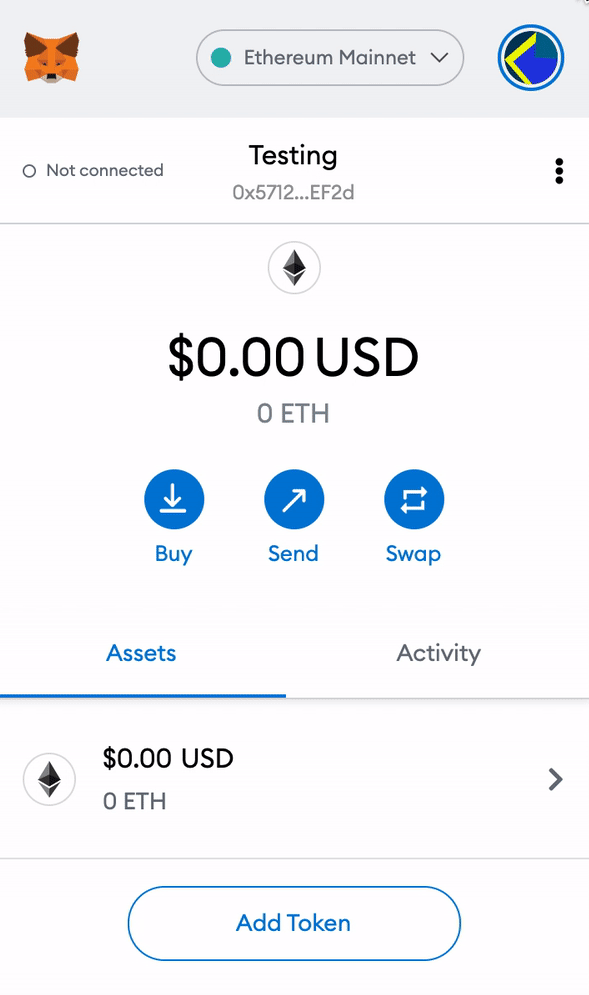 Ethereum Mainnet
Not connected
Testing
0x5712...EF2d
$0.00 USD
0 ETH
Buy
Send
Swap
Assets
Activity
$0.00 USD
0 ETH
Add Token